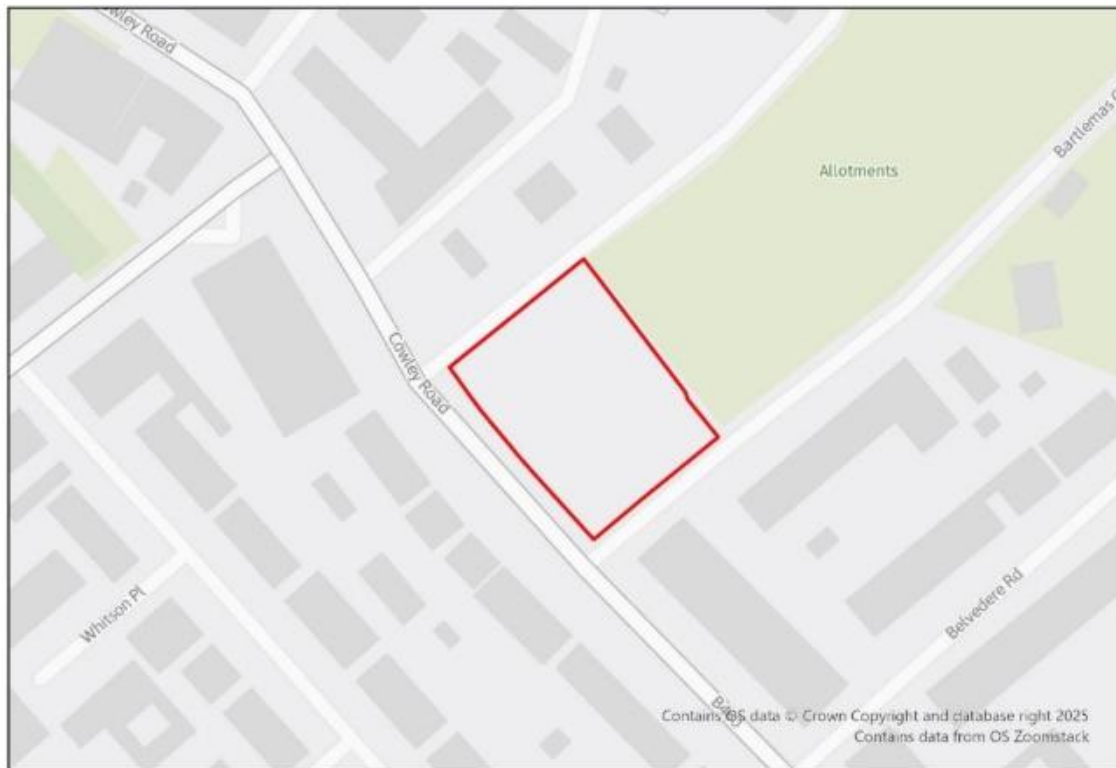 Cowley Road
Allotments
Cowley Road
Whitson Pl
Belvedere Rd
Contains OS data © Crown Copyright and database right 2025
Contains data from OS Zoomstack